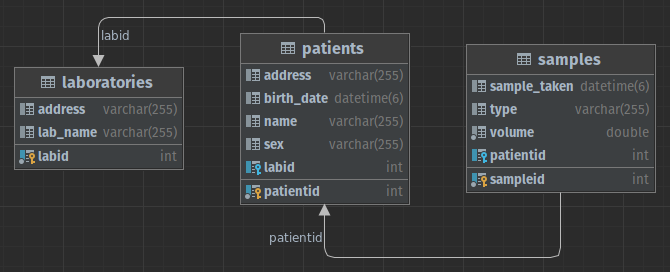 labid
laboratories
address varchar(255)
lab_name varchar(255)
labid int
patients
address varchar(255)
birth_date datetime(6)
name varchar(255)
sex varchar(255)
labid int
patientid int
samples
sample_taken datetime(6)
type varchar(255)
volume double
patientid int
sampleid int
patientid